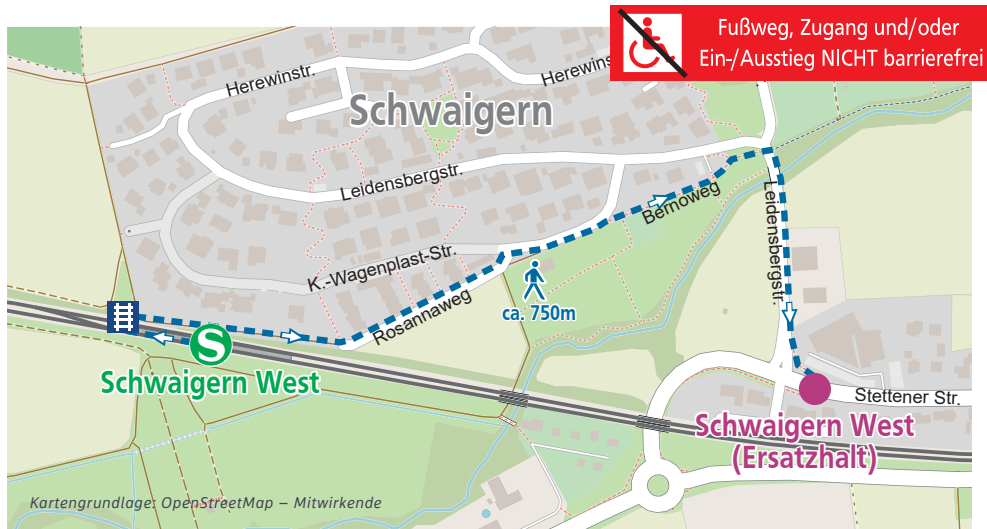 Fußweg, Zugang und/oder
Ein-/Ausstieg NICHT barrierefrei
Herewinstr.
Herewins
Schwaigern
Leidensbergstr.
Bernoweg
Leidensbergstr.
K.-Wagenplast-Str.
Rosannaweg
ca. 750m
S
Schwaigern West
Stettener Str.
Schwaigern West
(Ersatzhalt)
Kartengrundlage: OpenStreetMap – Mitwirkende